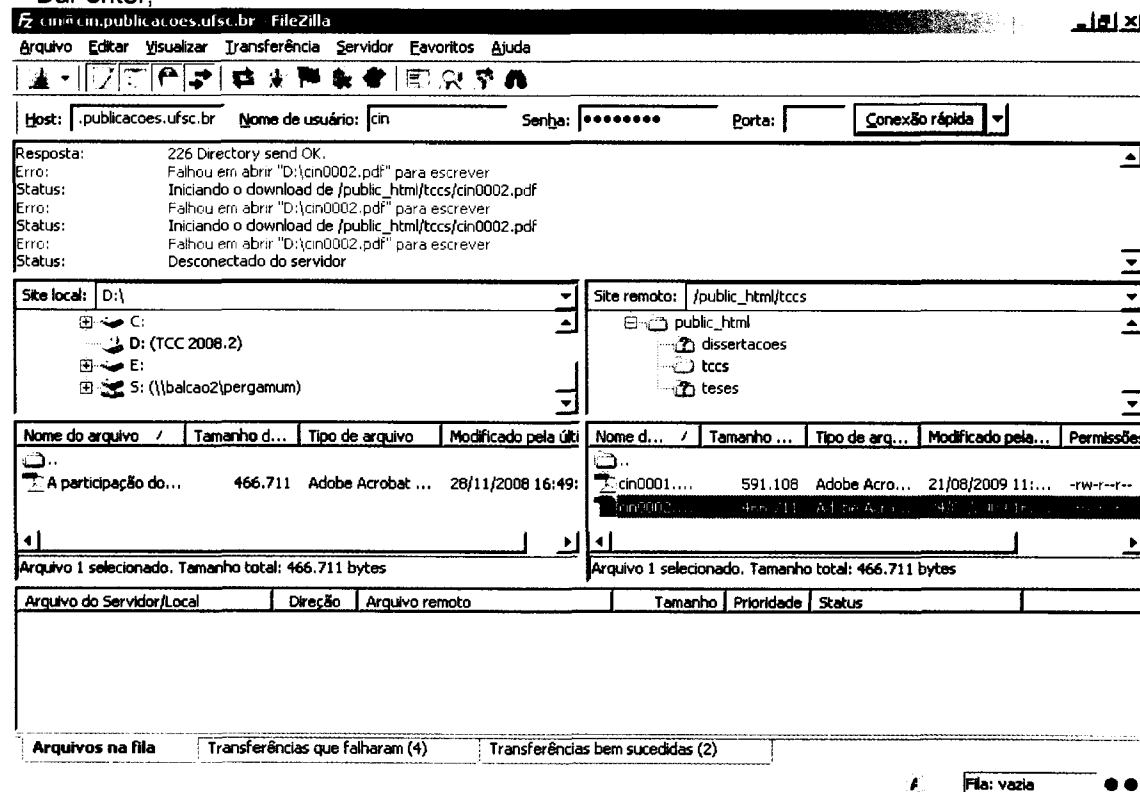 Dar enter;
cin@cin.publicacoes.ufsc.br - FileZilla
Arquivo Editar Visualizar Transferência Servidor Favoritos Ajuda
Host: .publicacoes.ufsc.br Nome de usuário: cin Senha: ●●●●●●●● Porta: Conexão rápida
Resposta: 226 Directory send OK.
Erro: Falhou em abrir "D:\cin0002.pdf" para escrever
Status: Iniciando o download de /public_html/tccs/cin0002.pdf
Erro: Falhou em abrir "D:\cin0002.pdf" para escrever
Status: Iniciando o download de /public_html/tccs/cin0002.pdf
Erro: Falhou em abrir "D:\cin0002.pdf" para escrever
Status: Desconectado do servidor
Site local: D:\ Site remoto: /public_html/tccs
C: public_html
D: (TCC 2008.2) dissertacoes
E: tccs
S: (\\balcao2\pergamum) teses
Nome do arquivo / Tamanho d... Tipo de arquivo Modificado pela últi Nome d... / Tamanho ... Tipo de arq... Modificado pela... Permissões
.. ..
A participação do... 466.711 Adobe Acrobat ... 28/11/2008 16:49: cin0001.... 591.108 Adobe Acro... 21/08/2009 11:... -rw-r--r--
cin0002.... 466.711 Adobe Acro...
Arquivo 1 selecionado. Tamanho total: 466.711 bytes Arquivo 1 selecionado. Tamanho total: 466.711 bytes
Arquivo do Servidor/Local Direção Arquivo remoto Tamanho Prioridade Status
Arquivos na fila Transferências que falharam (4) Transferências bem sucedidas (2)
Fila: vazia